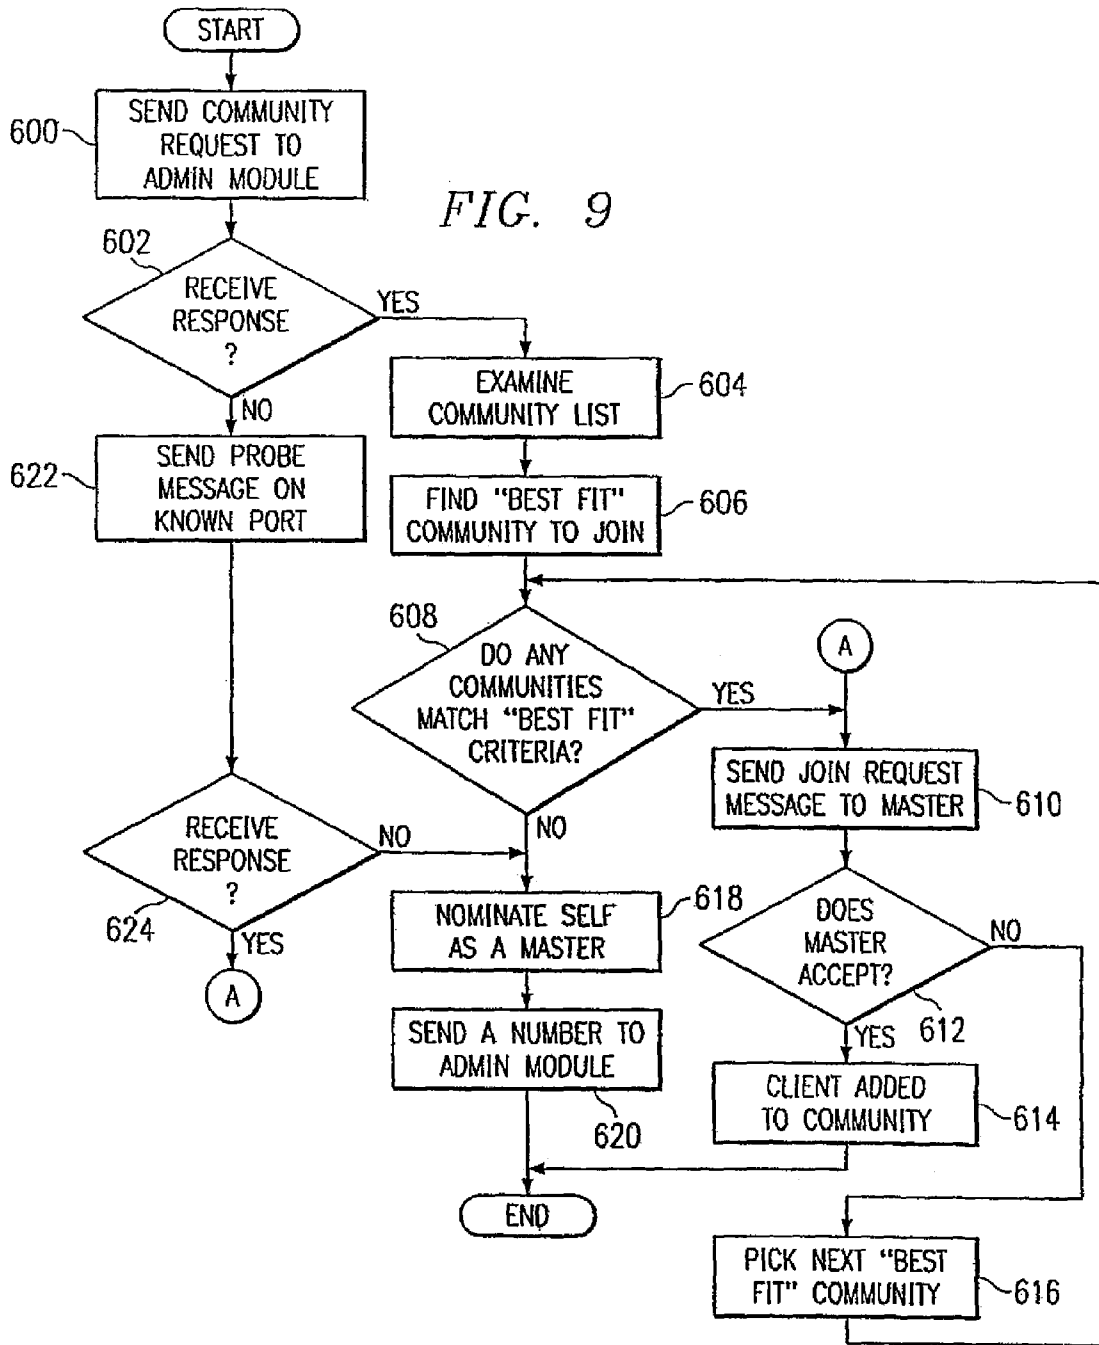 START
600
SEND COMMUNITY
REQUEST TO
ADMIN MODULE
FIG. 9
602
RECEIVE
RESPONSE
?
YES
NO
EXAMINE
COMMUNITY LIST
604
622
SEND PROBE
MESSAGE ON
KNOWN PORT
FIND "BEST FIT"
COMMUNITY TO JOIN
606
608
DO ANY
COMMUNITIES
MATCH "BEST FIT"
CRITERIA?
YES
NO
A
SEND JOIN REQUEST
MESSAGE TO MASTER
610
RECEIVE
RESPONSE
?
624
NO
YES
A
NOMINATE SELF
AS A MASTER
618
DOES
MASTER
ACCEPT?
NO
612
YES
SEND A NUMBER TO
ADMIN MODULE
620
CLIENT ADDED
TO COMMUNITY
614
END
PICK NEXT "BEST
FIT" COMMUNITY
616